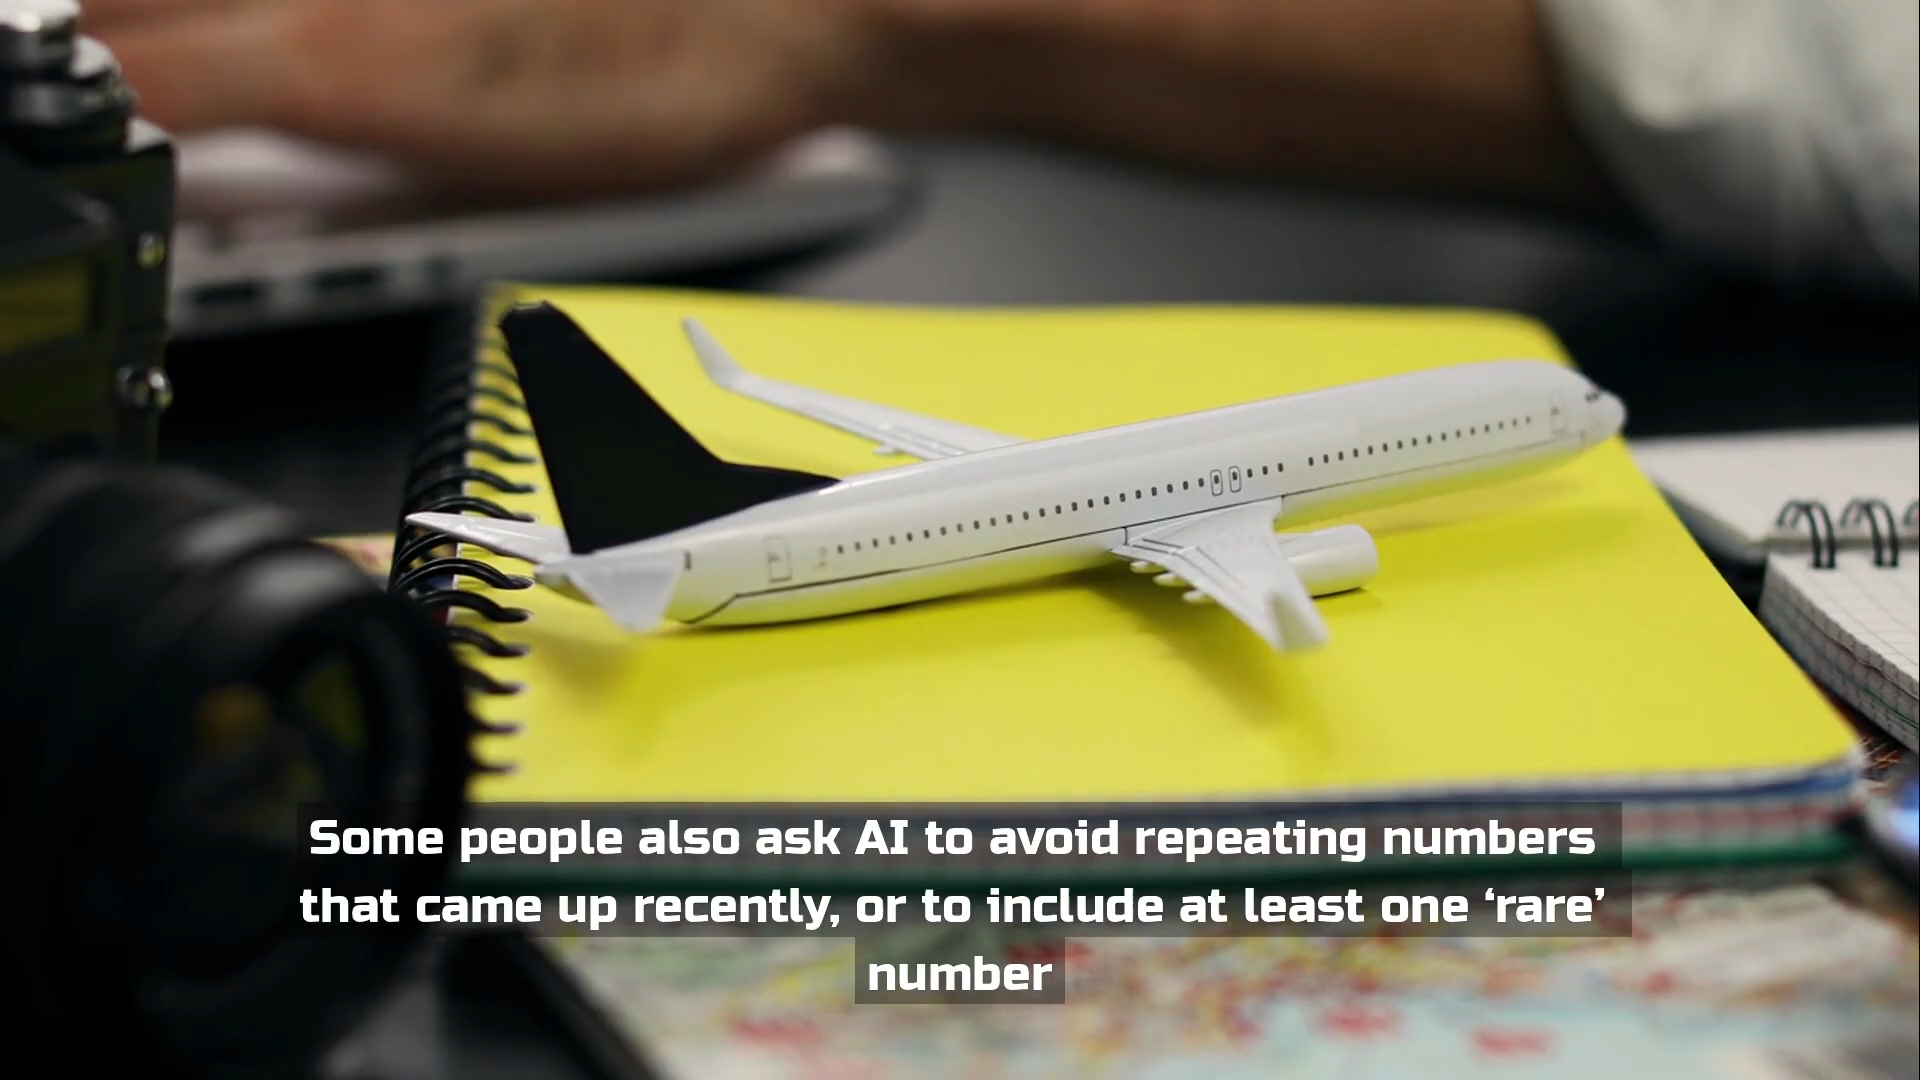 Some people also ask AI to avoid repeating numbers
that came up recently, or to include at least one ‘rare’
number